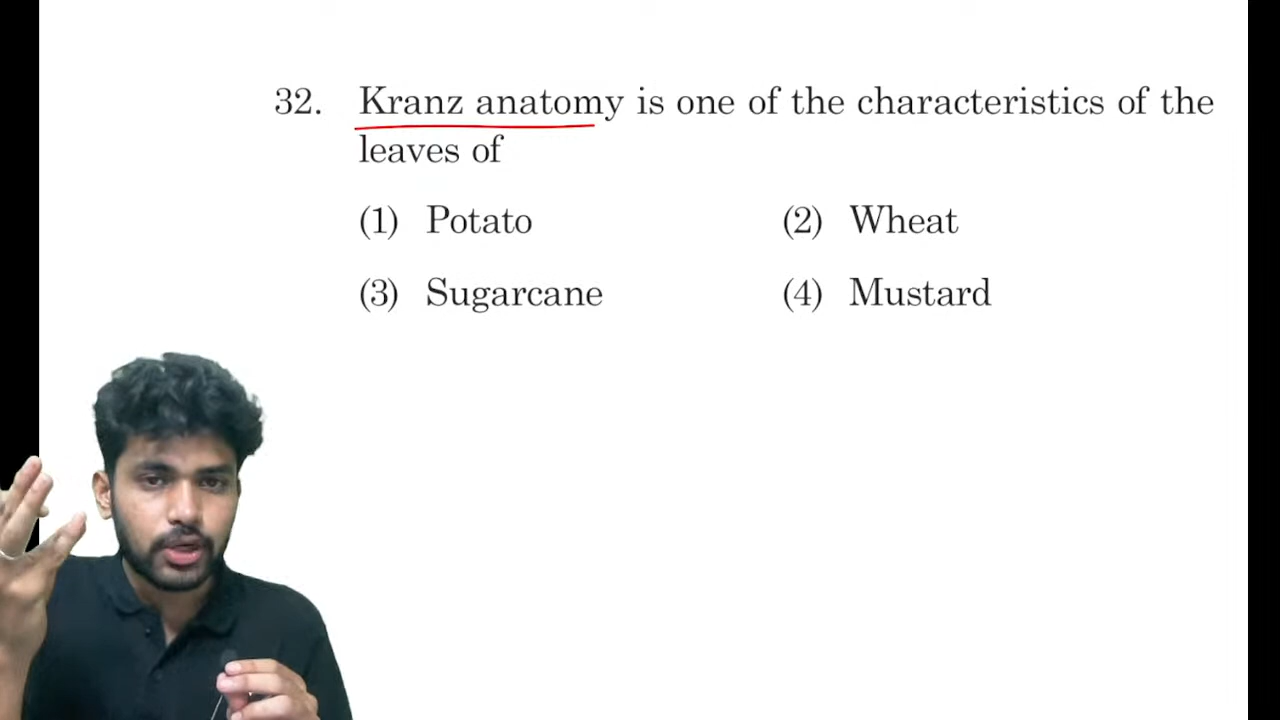 32. Kranz anatomy is one of the characteristics of the
leaves of
(1) Potato (2) Wheat
(3) Sugarcane (4) Mustard